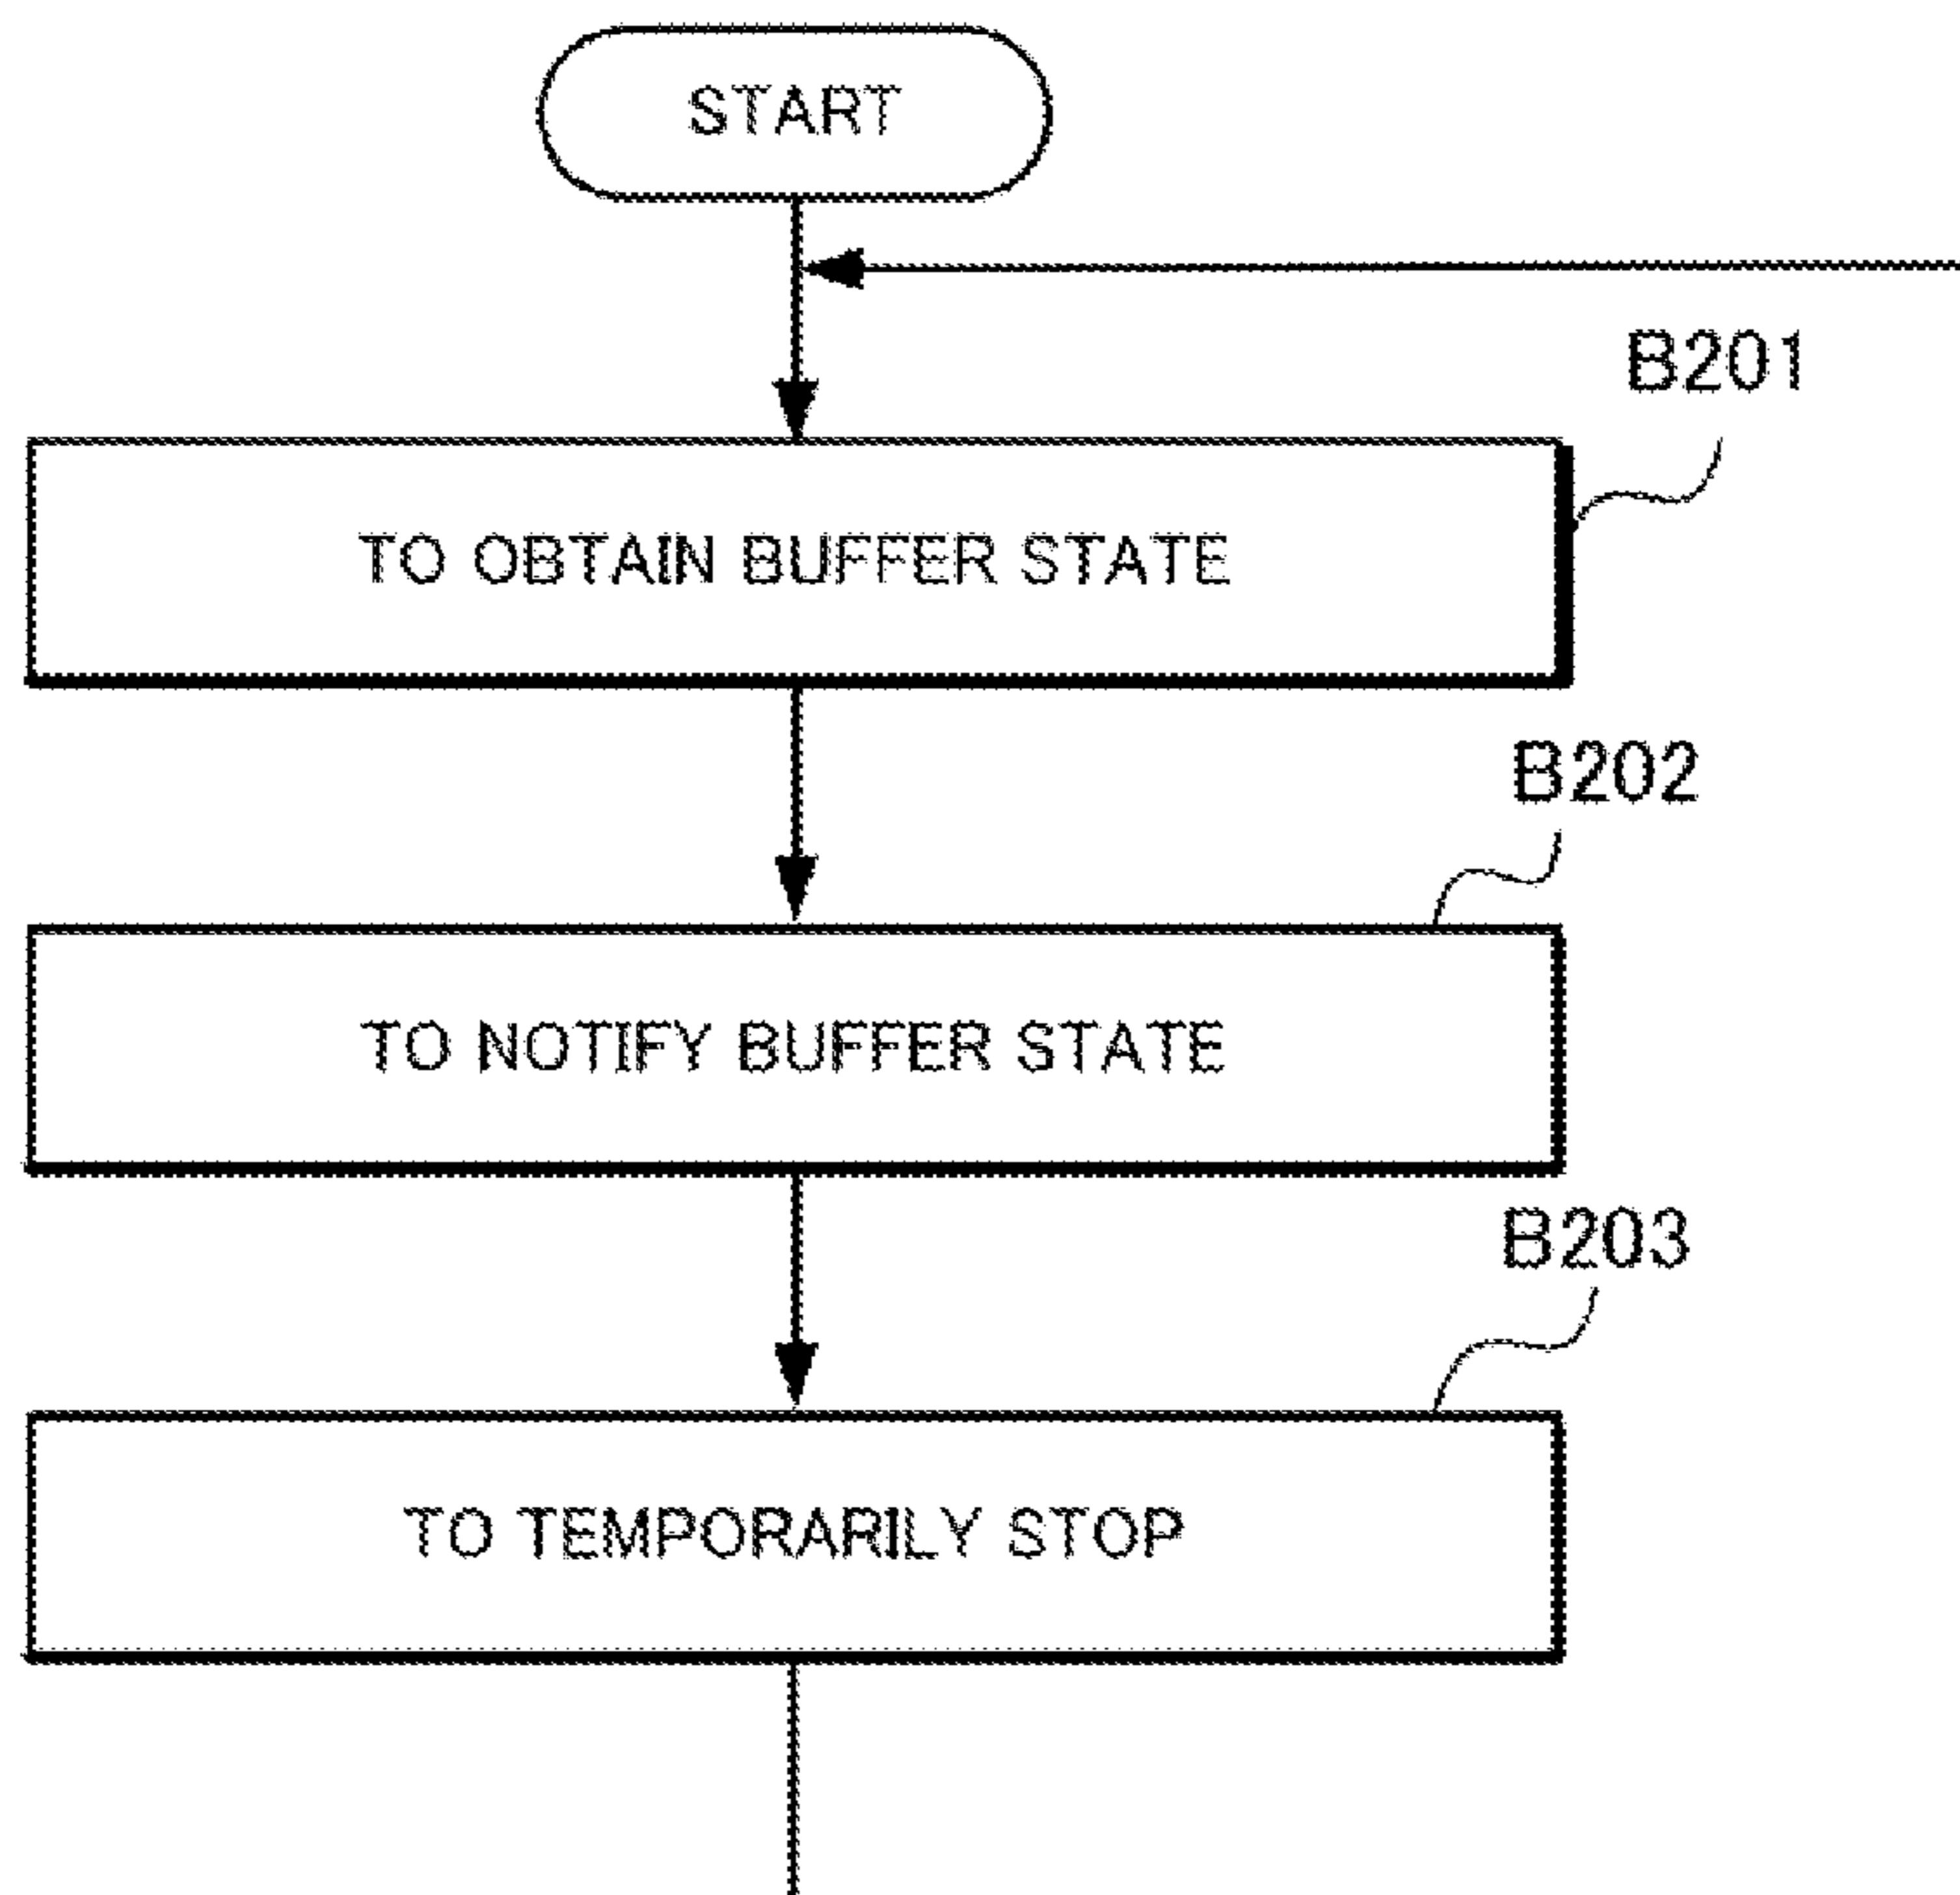 START
B201
TO OBTAIN BUFFER STATE
B202
TO NOTIFY BUFFER STATE
B203
TO TEMPORARILY STOP